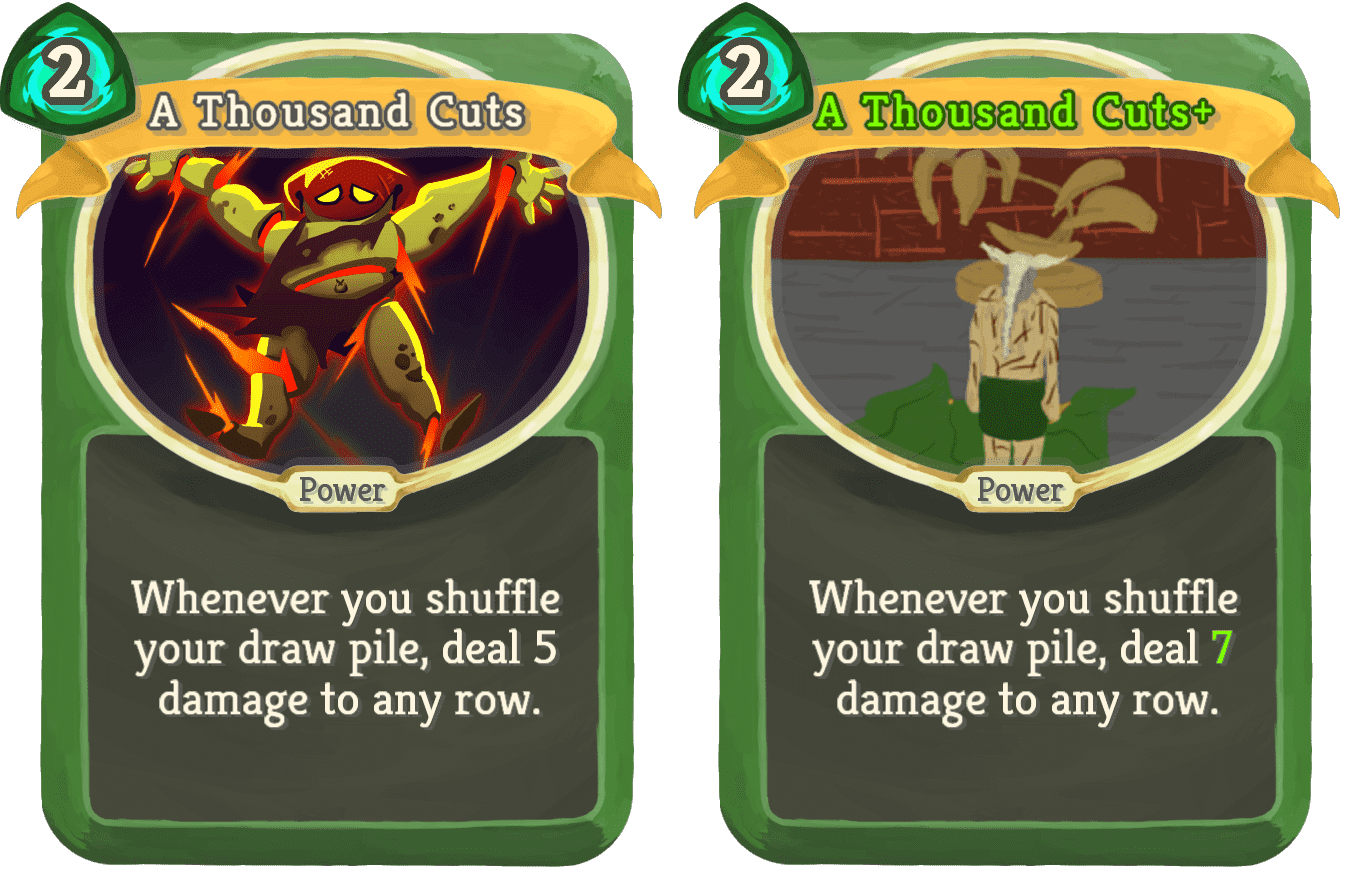 2
A Thousand Cuts
Power
Whenever you shuffle
your draw pile, deal 5
damage to any row.
2
A Thousand Cuts+
Power
Whenever you shuffle
your draw pile, deal 7
damage to any row.